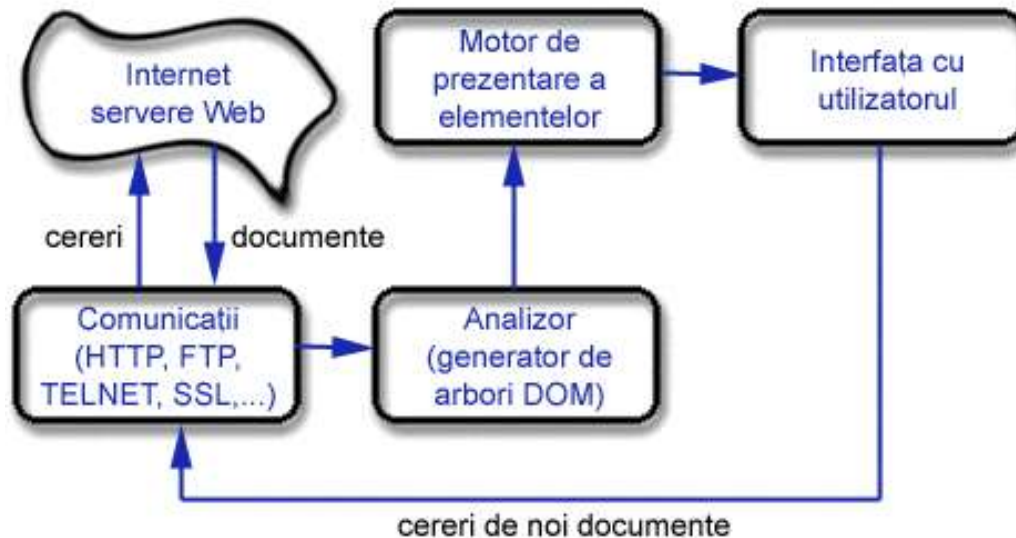 Internet
servere Web
Motor de
prezentare a
elementelor
Interfața cu
utilizatorul
cereri
documente
Comunicații
(HTTP, FTP,
TELNET, SSL,...)
Analizor
(generator de
arbori DOM)
cereri de noi documente